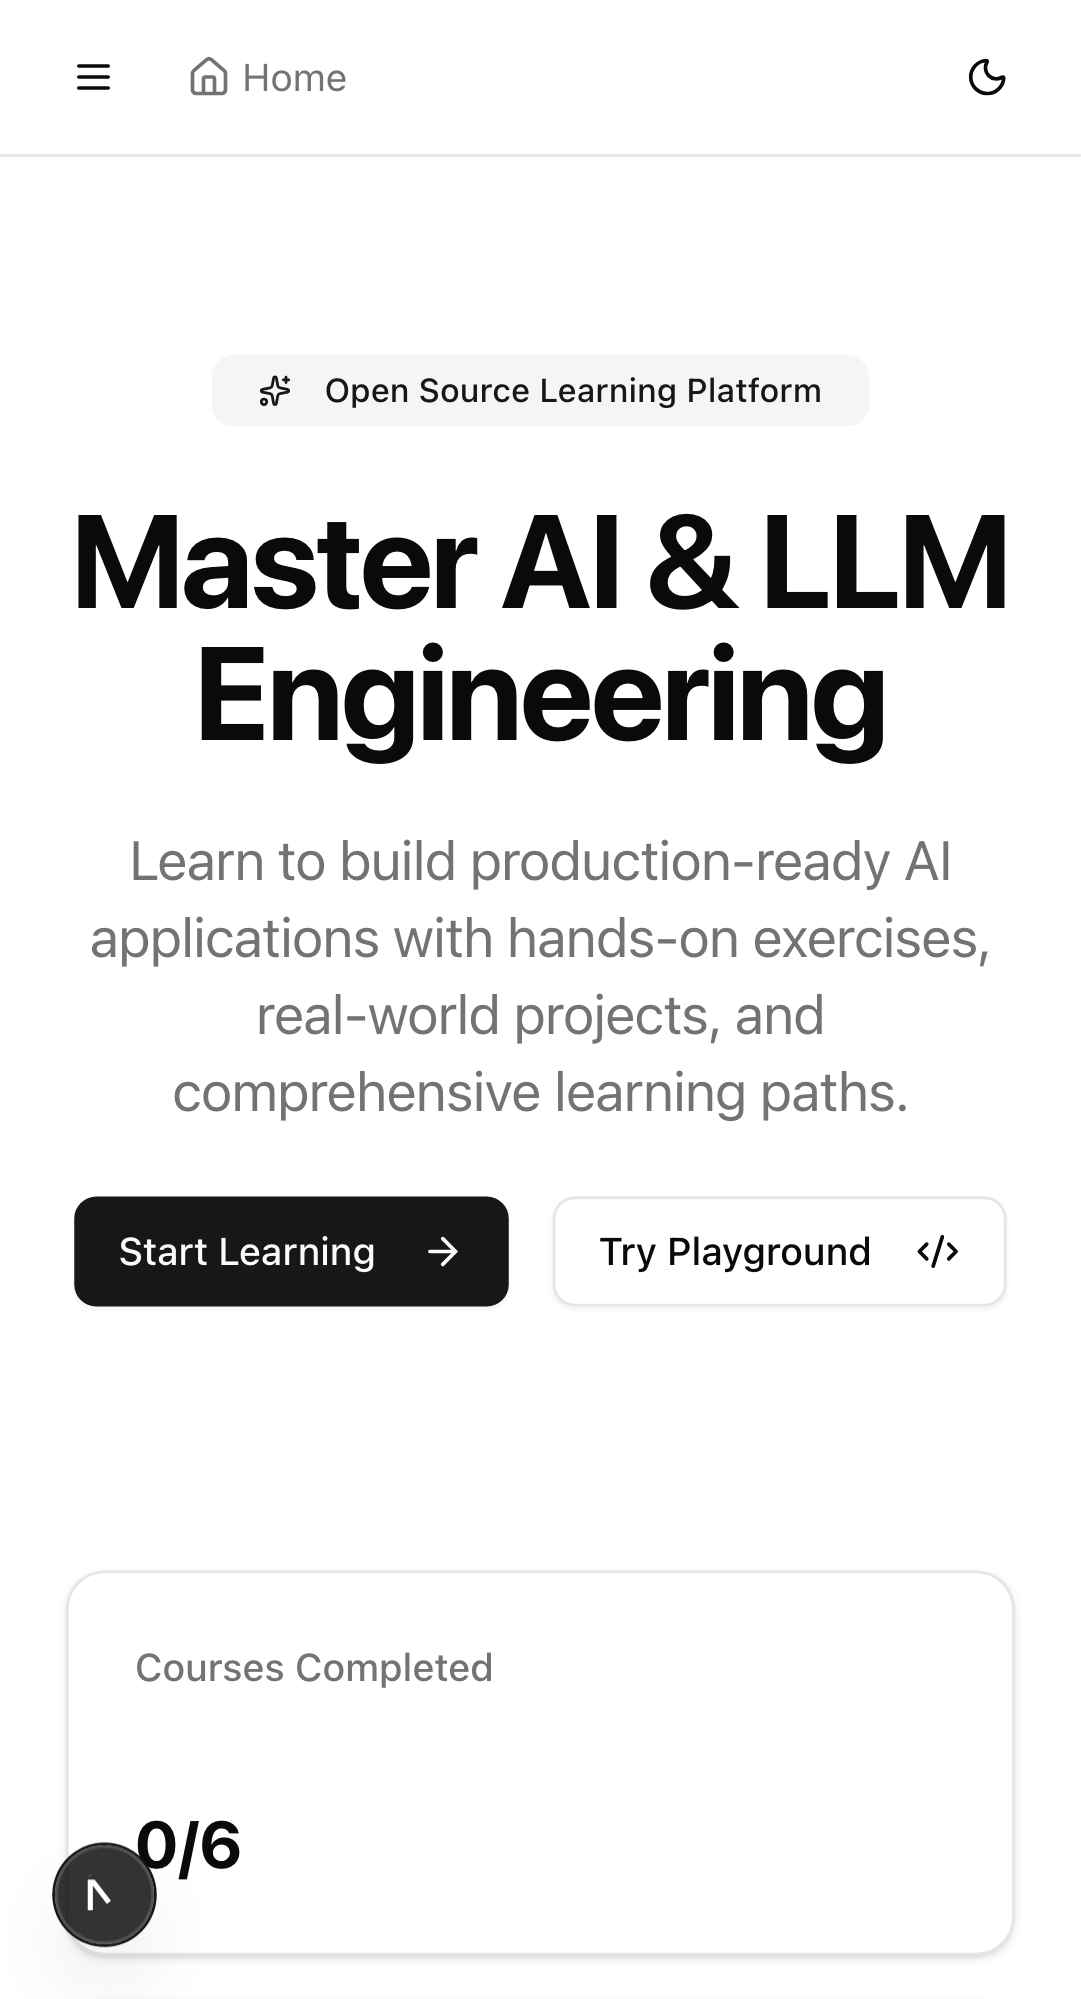 Home
Open Source Learning Platform
Master AI & LLM
Engineering
Learn to build production-ready AI
applications with hands-on exercises,
real-world projects, and
comprehensive learning paths.
Start Learning
Try Playground
Courses Completed
0/6
N